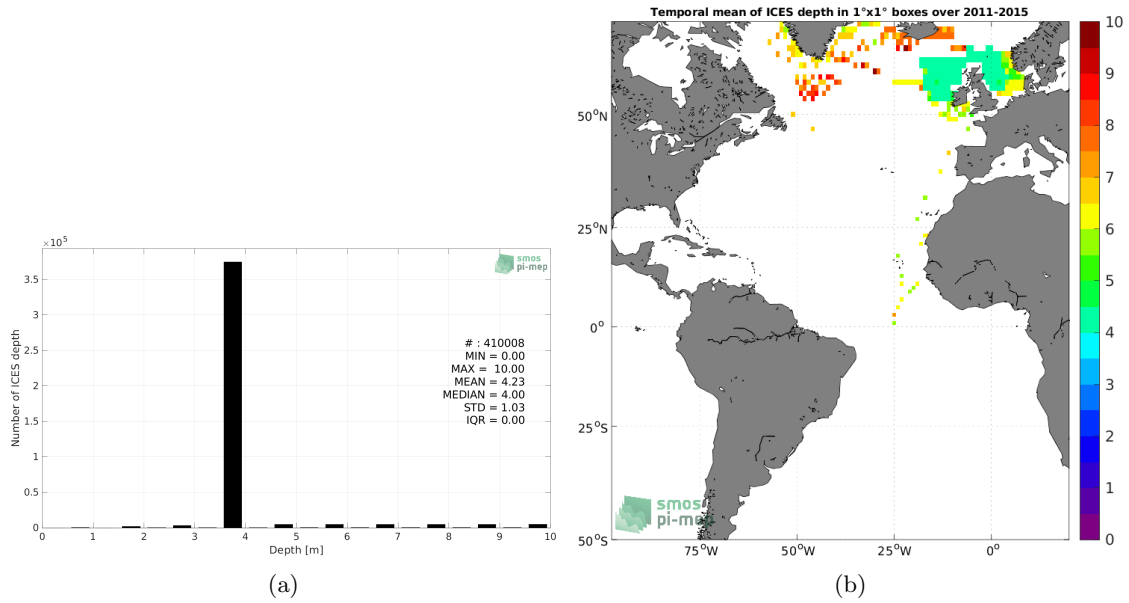 ×10⁵
3.5
3
2.5
2
1.5
1
0.5
0
Number of ICES depth
smos
pi-mep
# : 410008
MIN = 0.00
MAX = 10.00
MEAN = 4.23
MEDIAN = 4.00
STD = 1.03
IQR = 0.00
0 1 2 3 4 5 6 7 8 9 10
Depth [m]
(a)
Temporal mean of ICES depth in 1°x1° boxes over 2011-2015
50°N
25°N
0°
25°S
50°S
smos
pi-mep
75°W 50°W 25°W 0°
10
9
8
7
6
5
4
3
2
1
0
(b)